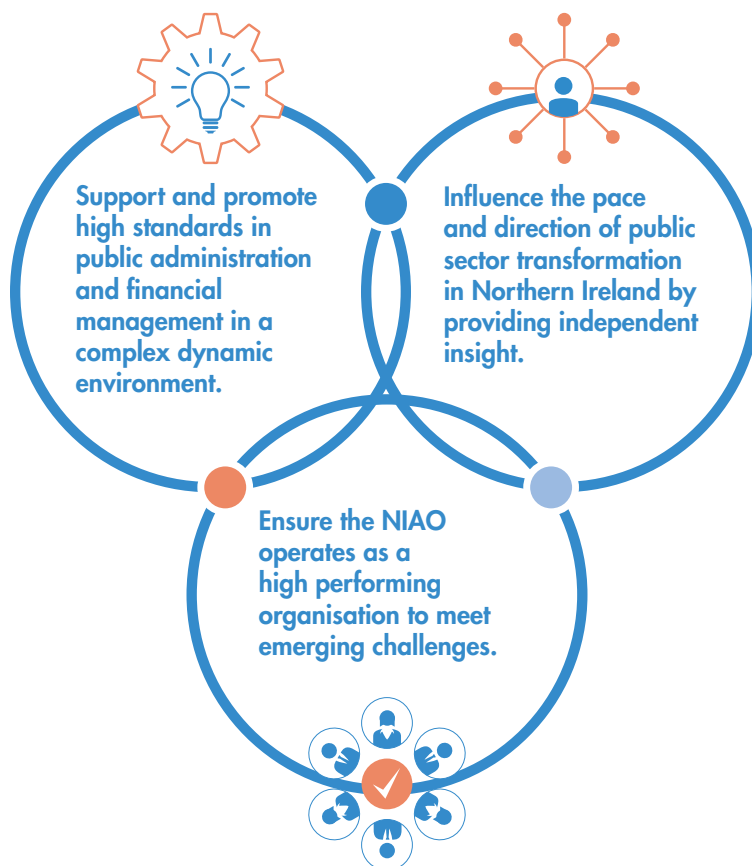 Support and promote
high standards in
public administration
and financial
management in a
complex dynamic
environment.
Influence the pace
and direction of public
sector transformation
in Northern Ireland by
providing independent
insight.
Ensure the NIAO
operates as a
high performing
organisation to meet
emerging challenges.